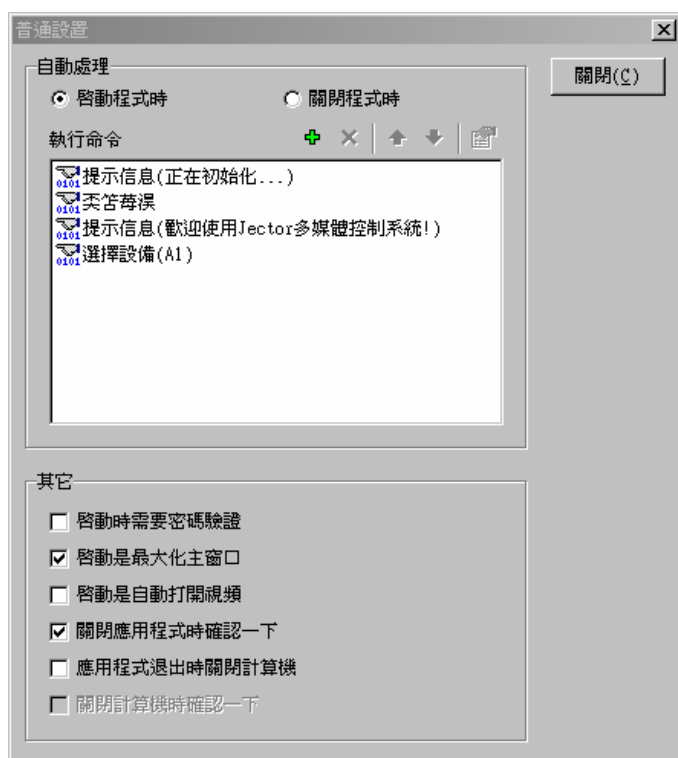 普通設置
自動處理
啓動程式時
關閉程式時
關閉(C)
執行命令
提示信息(正在初始化...)
奀笘苺準
提示信息(歡迎使用Jector多媒體控制系統!)
選擇設備(A1)
其它
啓動時需要密碼驗證
啓動是最大化主窗口
啓動是自動打開視頻
關閉應用程式時確認一下
應用程式退出時關閉計算機
關閉計算機時確認一下